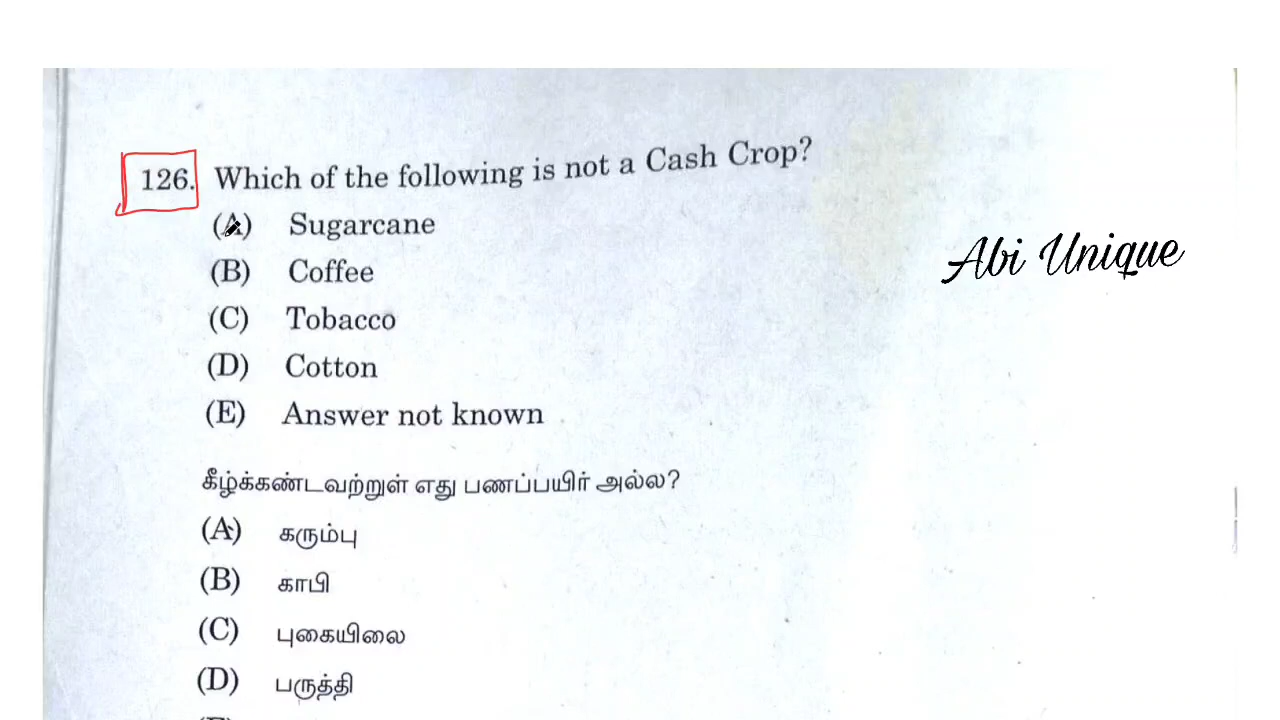 126. Which of the following is not a Cash Crop?
(A) Sugarcane
(B) Coffee
(C) Tobacco
(D) Cotton
(E) Answer not known
Abi Unique
கீழ்க்கண்டவற்றுள் எது பணப்பயிர் அல்ல?
(A) கரும்பு
(B) காபி
(C) புகையிலை
(D) பருத்தி